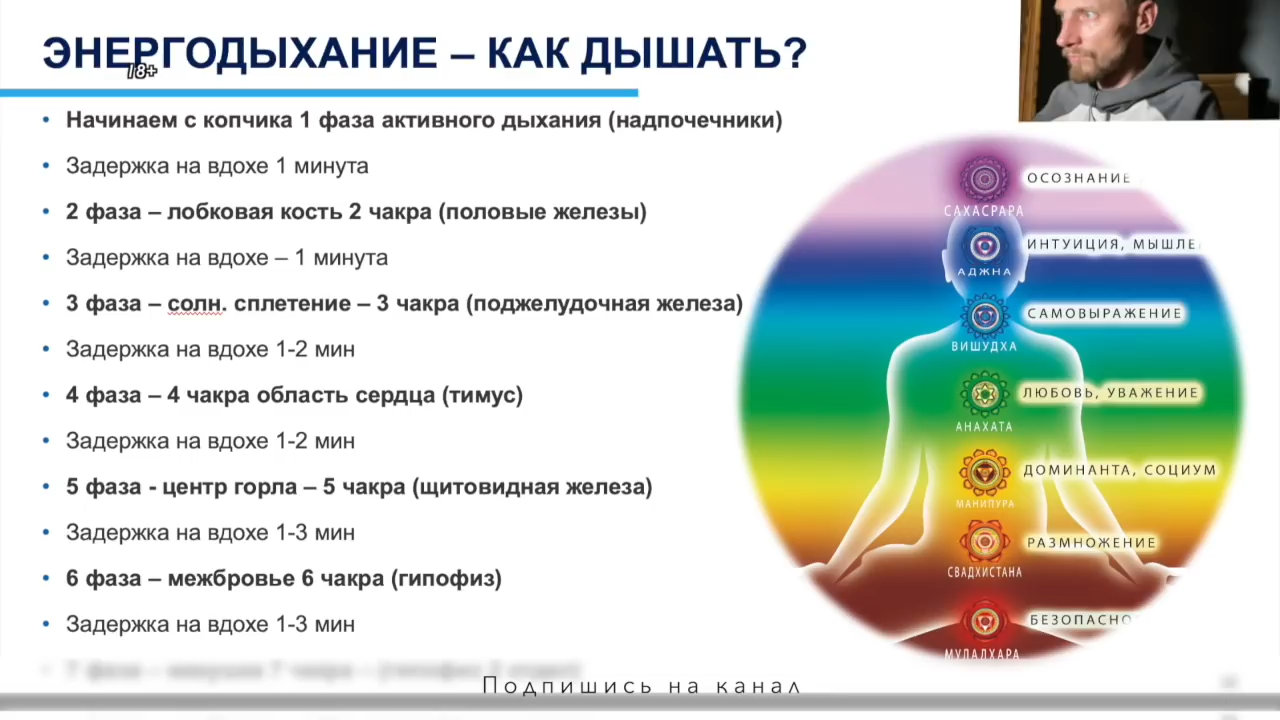 ЭНЕРГОДЫХАНИЕ – КАК ДЫШАТЬ?
18+
• Начинаем с копчика 1 фаза активного дыхания (надпочечники)
• Задержка на вдохе 1 минута
• 2 фаза – лобковая кость 2 чакра (половые железы)
• Задержка на вдохе – 1 минута
• 3 фаза – солн. сплетение – 3 чакра (поджелудочная железа)
• Задержка на вдохе 1-2 мин
• 4 фаза – 4 чакра область сердца (тимус)
• Задержка на вдохе 1-2 мин
• 5 фаза - центр горла – 5 чакра (щитовидная железа)
• Задержка на вдохе 1-3 мин
• 6 фаза – межбровье 6 чакра (гипофиз)
• Задержка на вдохе 1-3 мин
ОСОЗНАНИЕ
САХАСРАРА
ИНТУИЦИЯ, МЫШЛЕ
АДЖНА
САМОВЫРАЖЕНИЕ
ВИШУДХА
ЛЮБОВЬ, УВАЖЕНИЕ
АНАХАТА
ДОМИНАНТА, СОЦИУМ
МАНИПУРА
РАЗМНОЖЕНИЕ
СВАДХИСТАНА
БЕЗОПАСНО
МУЛАДХАРА
Подпишись на канал